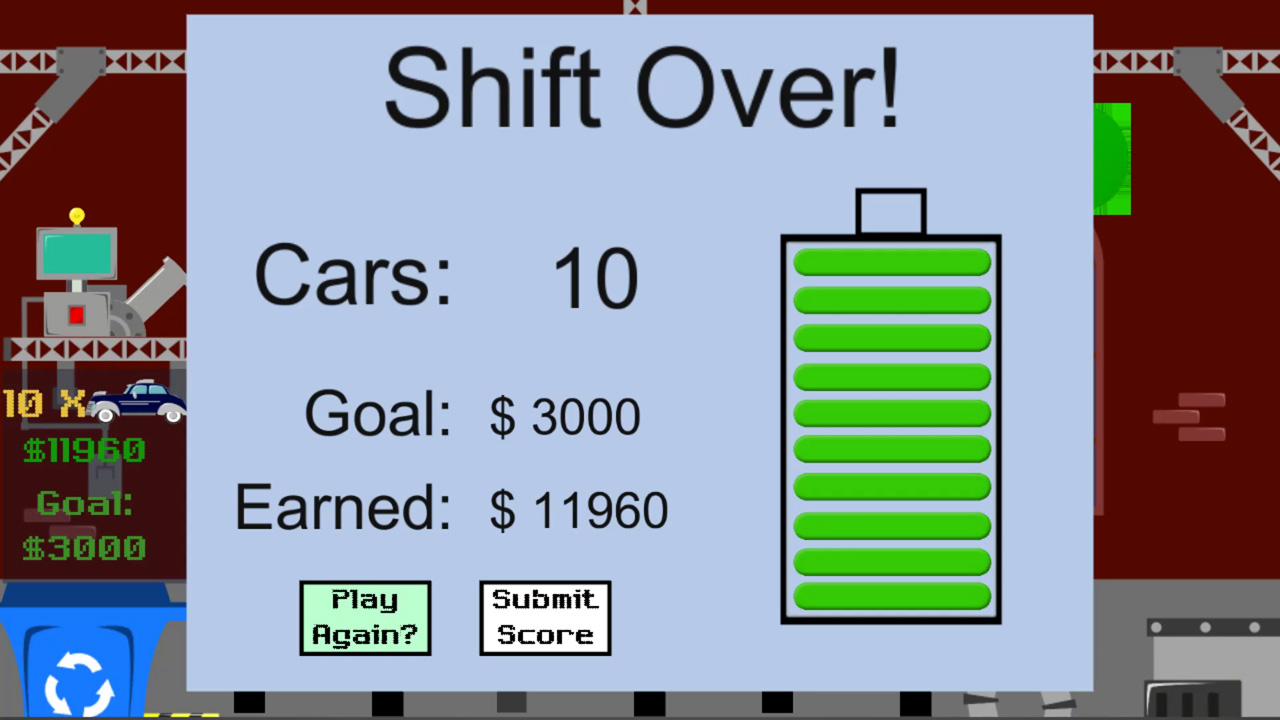 Shift Over!
Cars: 10
Goal: $ 3000
Earned: $ 11960
Play
Again?
Submit
Score
10 X
$11960
Goal:
$3000